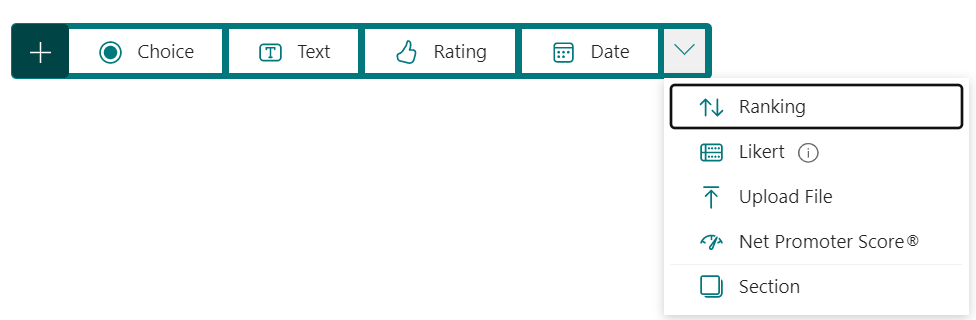 Choice Text Rating Date
Ranking
Likert
Upload File
Net Promoter Score®
Section